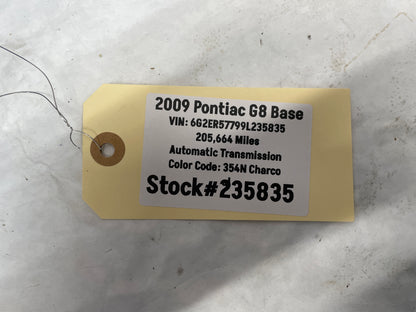 2009 Pontiac G8 Base
VIN: 6G2ER57799L235835
205,664 Miles
Automatic Transmission
Color Code: 354N Charco
Stock#235835